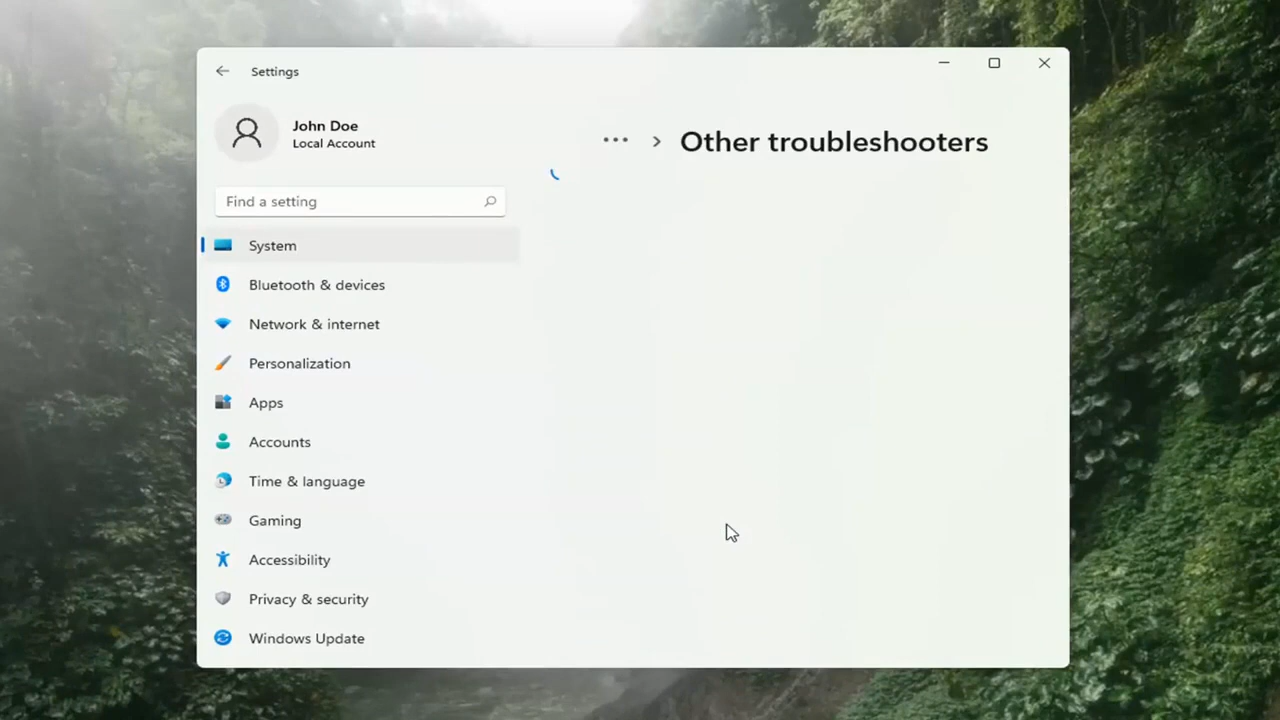 Settings
John Doe
Local Account
... > Other troubleshooters
Find a setting
System
Bluetooth & devices
Network & internet
Personalization
Apps
Accounts
Time & language
Gaming
Accessibility
Privacy & security
Windows Update